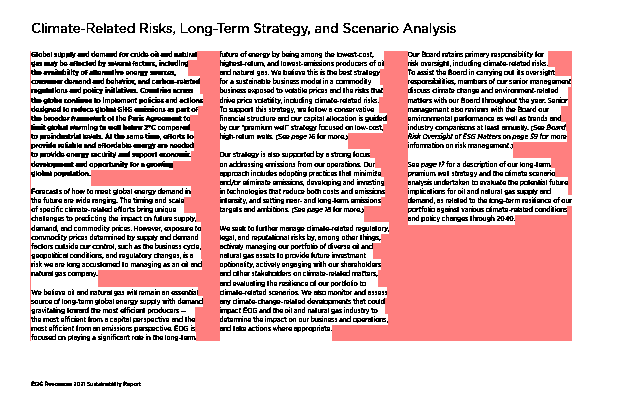 Climate-Related Risks, Long-Term Strategy, and Scenario Analysis
Global supply and demand for crude oil and natural
gas may be affected by several factors, including
the availability of alternative energy sources,
consumer demand and behavior, and carbon-related
regulations and policy initiatives. Countries across
the globe continue to implement policies and actions
designed to reduce global GHG emissions as part of
the broader framework of the Paris Agreement to
limit global warming to well below 2°C compared
to preindustrial levels. At the same time, efforts to
provide reliable and affordable energy are needed
to provide energy security and support economic
development and opportunity for a growing
global population.
Forecasts of how to meet global energy demand in
the future are wide ranging. The timing and scale
of specific climate-related efforts bring unique
challenges to predicting the impact on future supply,
demand, and commodity prices. However, exposure to
commodity prices determined by supply and demand
factors outside our control, such as the business cycle,
geopolitical conditions, and regulatory changes, is a
risk we are long accustomed to managing as an oil and
natural gas company.
We believe oil and natural gas will remain an essential
source of long-term global energy supply with demand
gravitating toward the most efficient producers —
the most efficient from a capital perspective and the
most efficient from an emissions perspective. EOG is
focused on playing a significant role in the long-term
future of energy by being among the lowest-cost,
highest-return, and lowest-emissions producers of oil
and natural gas. We believe this is the best strategy
for a sustainable business model in a commodity
business exposed to volatile prices and the risks that
drive price volatility, including climate-related risks.
To support this strategy, we follow a conservative
financial structure and our capital allocation is guided
by our “premium well” strategy focused on low-cost,
high-return wells. (See page 16 for more.)
Our strategy is also supported by a strong focus
on addressing emissions from our operations. Our
approach includes adopting practices that minimize
and/or eliminate emissions, developing and investing
in technologies that reduce both costs and emissions
intensity, and setting near- and long-term emissions
targets and ambitions. (See page 18 for more.)
We seek to further manage climate-related regulatory,
legal, and reputational risks by, among other things,
actively managing our portfolio of diverse oil and
natural gas assets to provide future investment
optionality, actively engaging with our shareholders
and other stakeholders on climate-related matters,
and evaluating the resilience of our portfolio to
climate-related scenarios. We also monitor and assess
any climate-change-related developments that could
impact EOG and the oil and natural gas industry to
determine the impact on our business and operations,
and take actions where appropriate.
Our Board retains primary responsibility for
risk oversight, including climate-related risks.
To assist the Board in carrying out its oversight
responsibilities, members of our senior management
discuss climate change and environment-related
matters with our Board throughout the year. Senior
management also reviews with the Board our
environmental performance as well as trends and
industry comparisons at least annually. (See Board
Risk Oversight of ESG Matters on page 59 for more
information on risk management.)
See page 17 for a description of our long-term
premium well strategy and the climate scenario
analysis undertaken to evaluate the potential future
implications for oil and natural gas supply and
demand, as related to the long-term resilience of our
portfolio against various climate-related conditions
and policy changes through 2040.
EOG Resources 2021 Sustainability Report